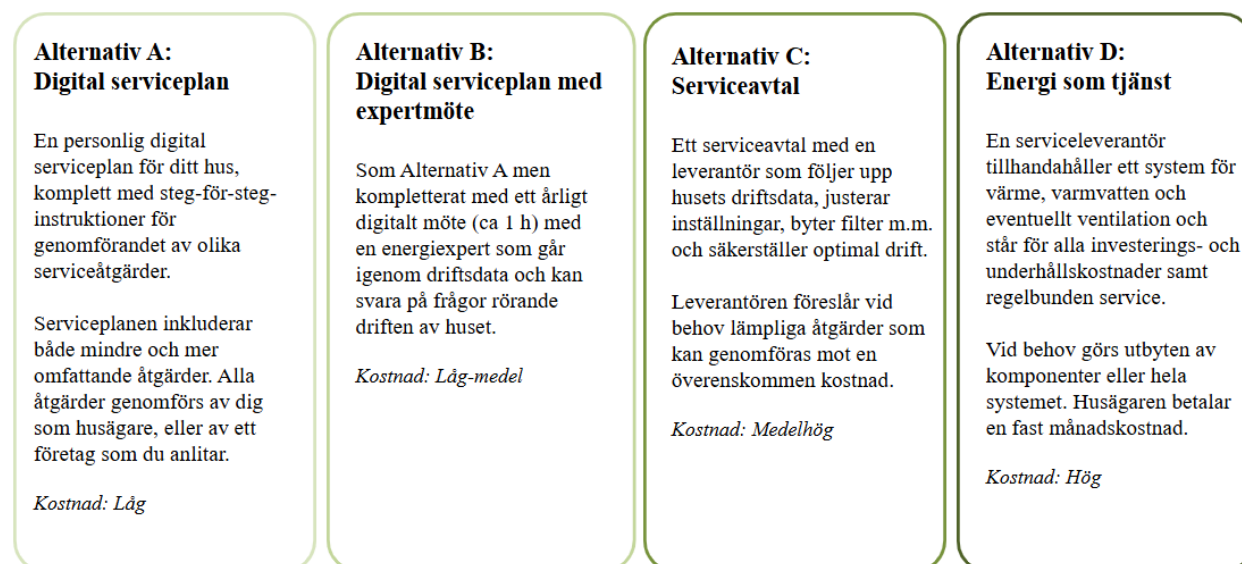 Alternativ A:
Digital serviceplan
En personlig digital
serviceplan för ditt hus,
komplett med steg-för-steg-
instruktioner för
genomförandet av olika
serviceåtgärder.
Serviceplanen inkluderar
både mindre och mer
omfattande åtgärder. Alla
åtgärder genomförs av dig
som husägare, eller av ett
företag som du anlitar.
Kostnad: Låg
Alternativ B:
Digital serviceplan med
expertmöte
Som Alternativ A men
kompletterat med ett årligt
digitalt möte (ca 1 h) med
en energiexpert som går
igenom driftsdata och kan
svara på frågor rörande
driften av huset.
Kostnad: Låg-medel
Alternativ C:
Serviceavtal
Ett serviceavtal med en
leverantör som följer upp
husets driftsdata, justerar
inställningar, byter filter m.m.
och säkerställer optimal drift.
Leverantören föreslår vid
behov lämpliga åtgärder som
kan genomföras mot en
överenskommen kostnad.
Kostnad: Medelhög
Alternativ D:
Energi som tjänst
En serviceleverantör
tillhandahåller ett system för
värme, varmvatten och
eventuellt ventilation och
står för alla investerings- och
underhållskostnader samt
regelbunden service.
Vid behov görs utbyten av
komponenter eller hela
systemet. Husägaren betalar
en fast månadskostnad.
Kostnad: Hög